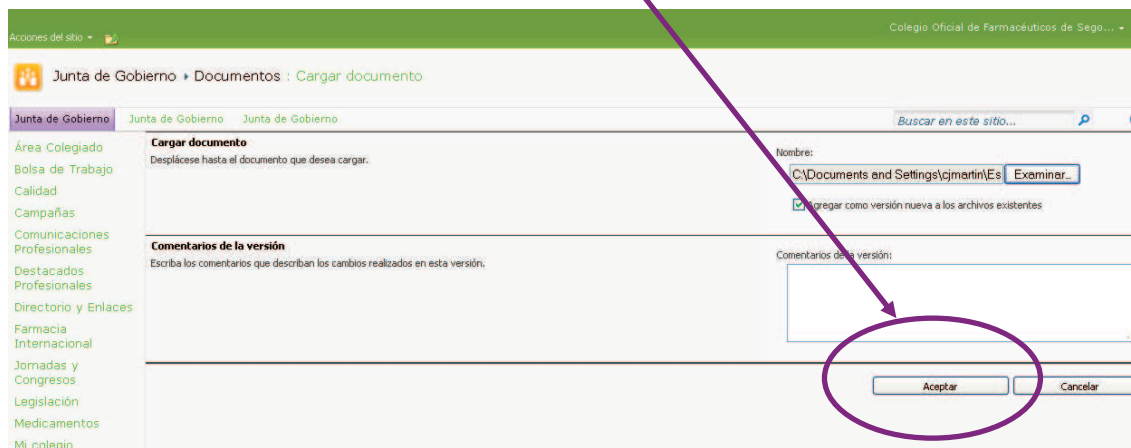 Acciones del sitio
Colegio Oficial de Farmacéuticos de Sego...
Junta de Gobierno ▸ Documentos : Cargar documento
Junta de Gobierno Junta de Gobierno Junta de Gobierno
Buscar en este sitio...
Área Colegiado
Bolsa de Trabajo
Calidad
Campañas
Comunicaciones
Profesionales
Destacados
Profesionales
Directorio y Enlaces
Farmacia
Internacional
Jornadas y
Congresos
Legislación
Medicamentos
Mi colegio
Cargar documento
Desplácese hasta el documento que desea cargar.
Nombre:
C:\Documents and Settings\cjmartin\Es Examinar...
Agregar como versión nueva a los archivos existentes
Comentarios de la versión
Escriba los comentarios que describan los cambios realizados en esta versión.
Comentarios de la versión:
Aceptar Cancelar